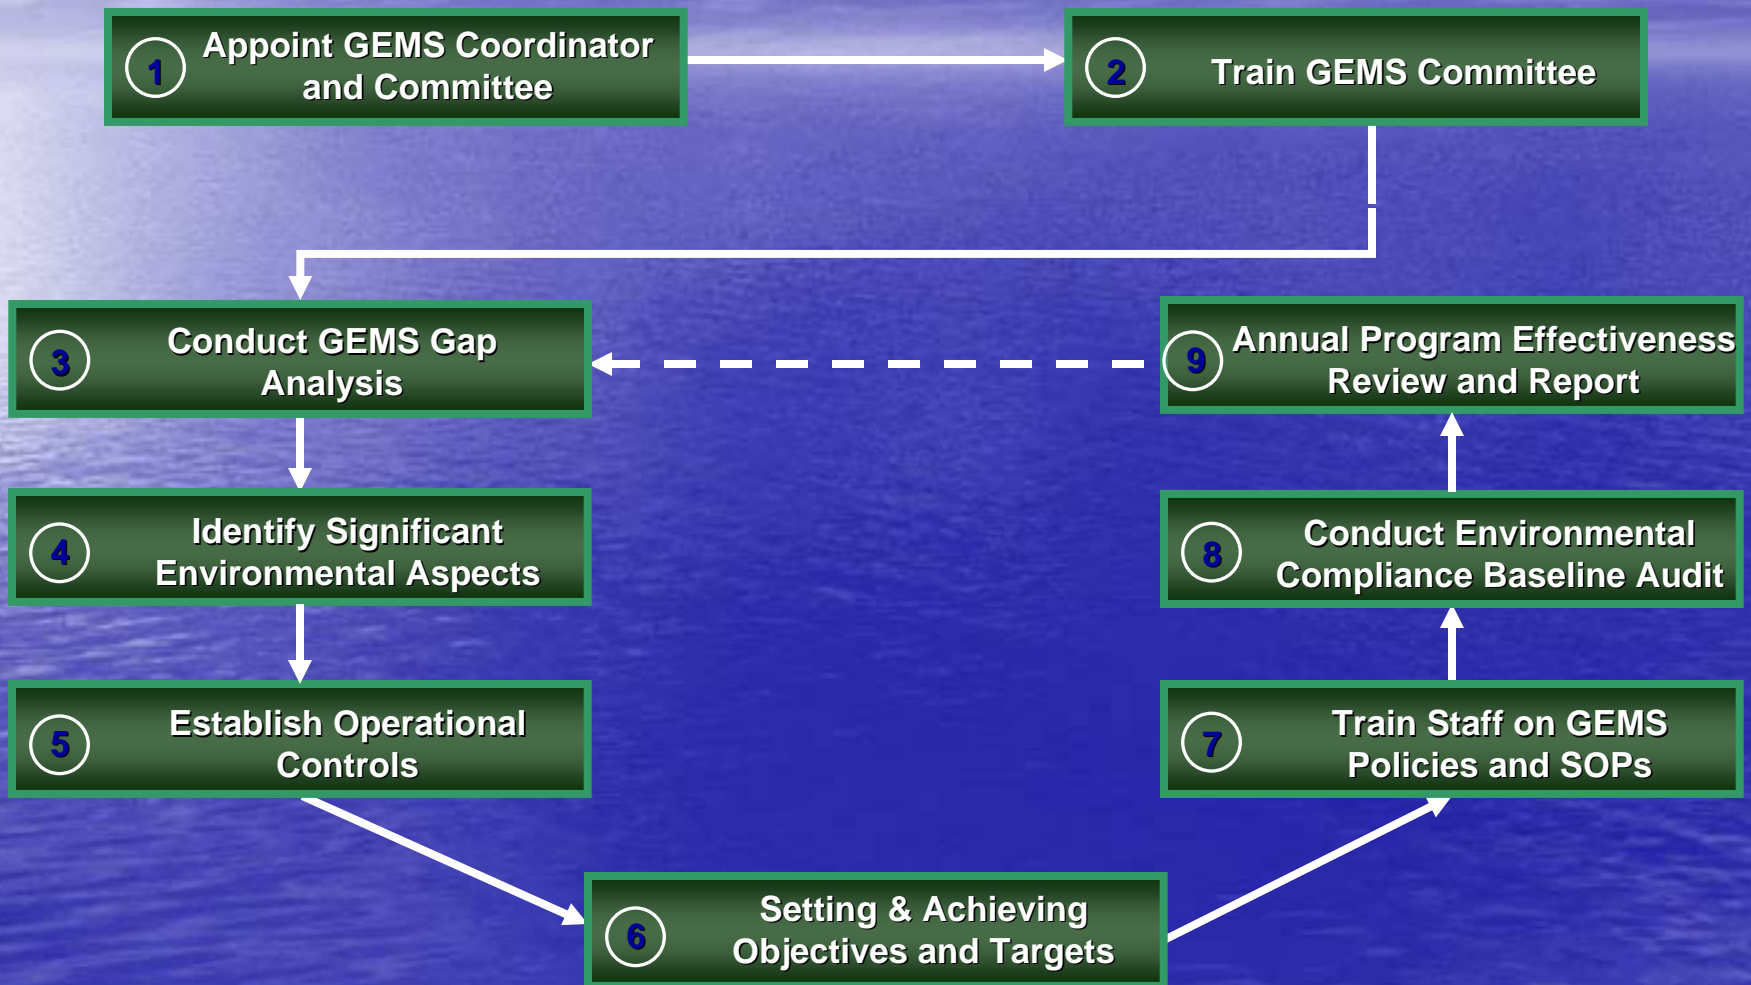 1
Appoint GEMS Coordinator
and Committee
2
Train GEMS Committee
3
Conduct GEMS Gap
Analysis
4
Identify Significant
Environmental Aspects
5
Establish Operational
Controls
6
Setting & Achieving
Objectives and Targets
7
Train Staff on GEMS
Policies and SOPs
8
Conduct Environmental
Compliance Baseline Audit
9
Annual Program Effectiveness
Review and Report